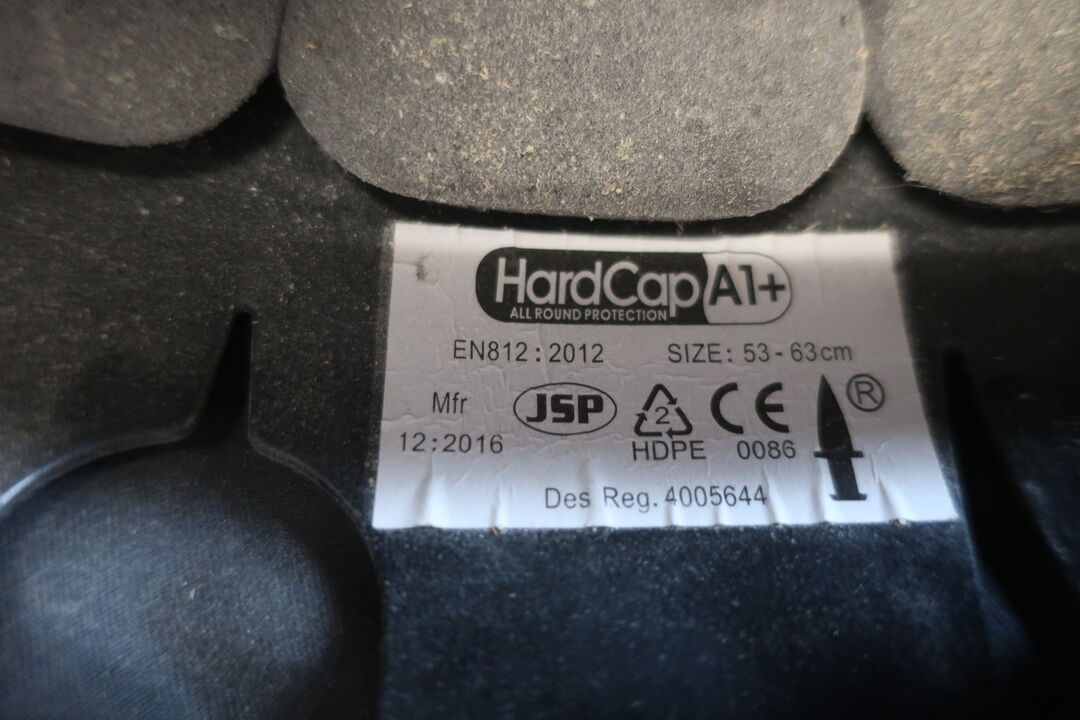 HardCap A1+
ALL ROUND PROTECTION
EN812 : 2012 SIZE: 53 - 63cm
Mfr JSP 2 CE ®
12:2016 HDPE 0086
Des Reg. 4005644